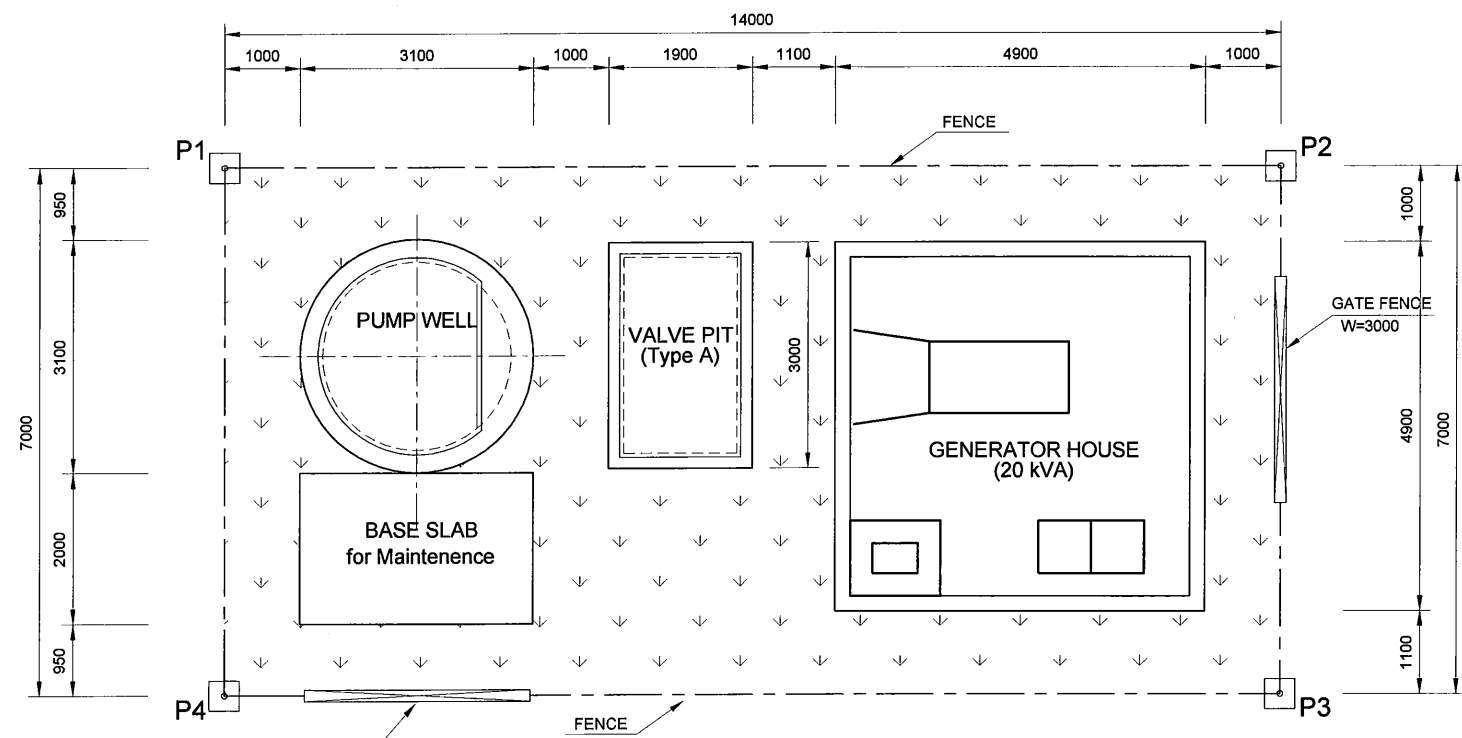 14000
1000 3100 1000 1900 1100 4900 1000
FENCE
P1
P2
950
1000
GATE FENCE
W=3000
PUMP WELL
VALVE PIT
(Type A)
3000
3100
4900
7000
7000
GENERATOR HOUSE
(20 kVA)
BASE SLAB
for Maintenence
2000
950
1100
P4
FENCE
P3